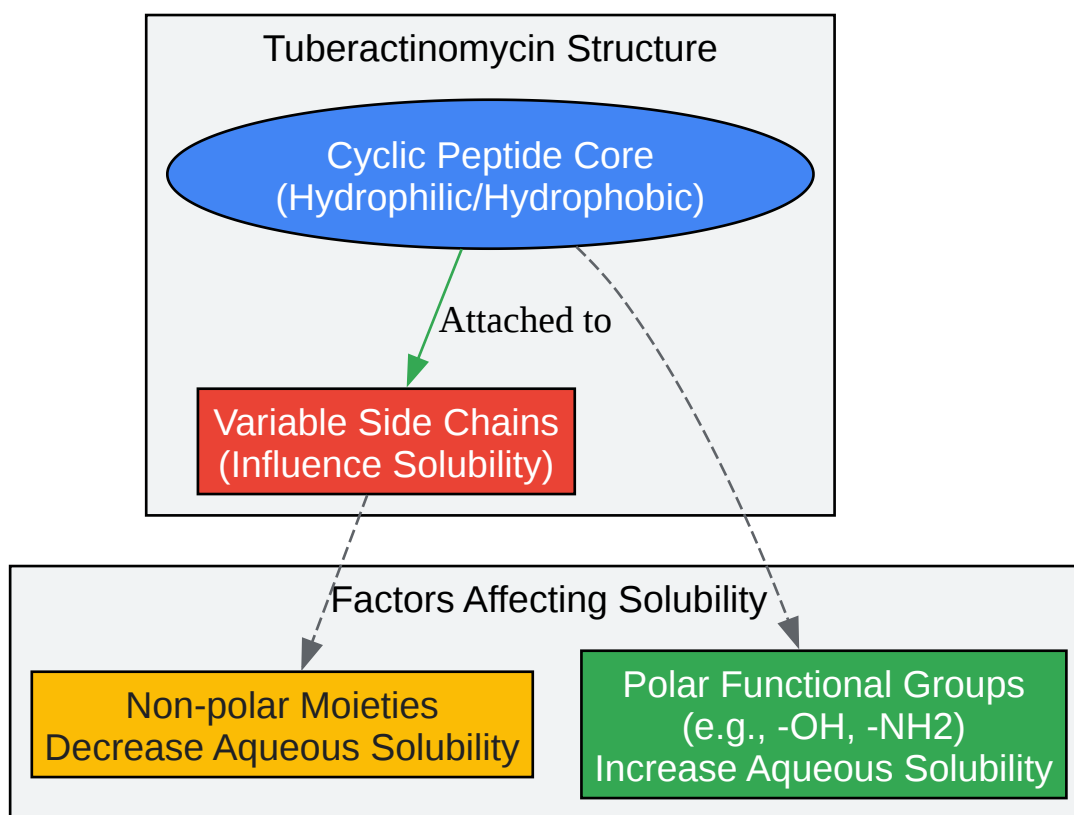 Tuberactinomycin Structure
Cyclic Peptide Core
(Hydrophilic/Hydrophobic)
Attached to
Variable Side Chains
(Influence Solubility)
Factors Affecting Solubility
Non-polar Moieties
Decrease Aqueous Solubility
Polar Functional Groups
(e.g., -OH, -NH2)
Increase Aqueous Solubility